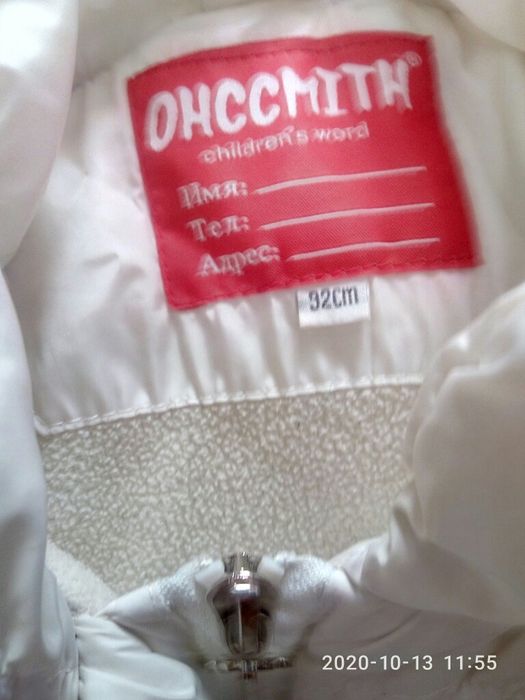 OHCCMITH®
children's word
Имя:
Тел:
Адрес:
92cm
2020-10-13 11:55